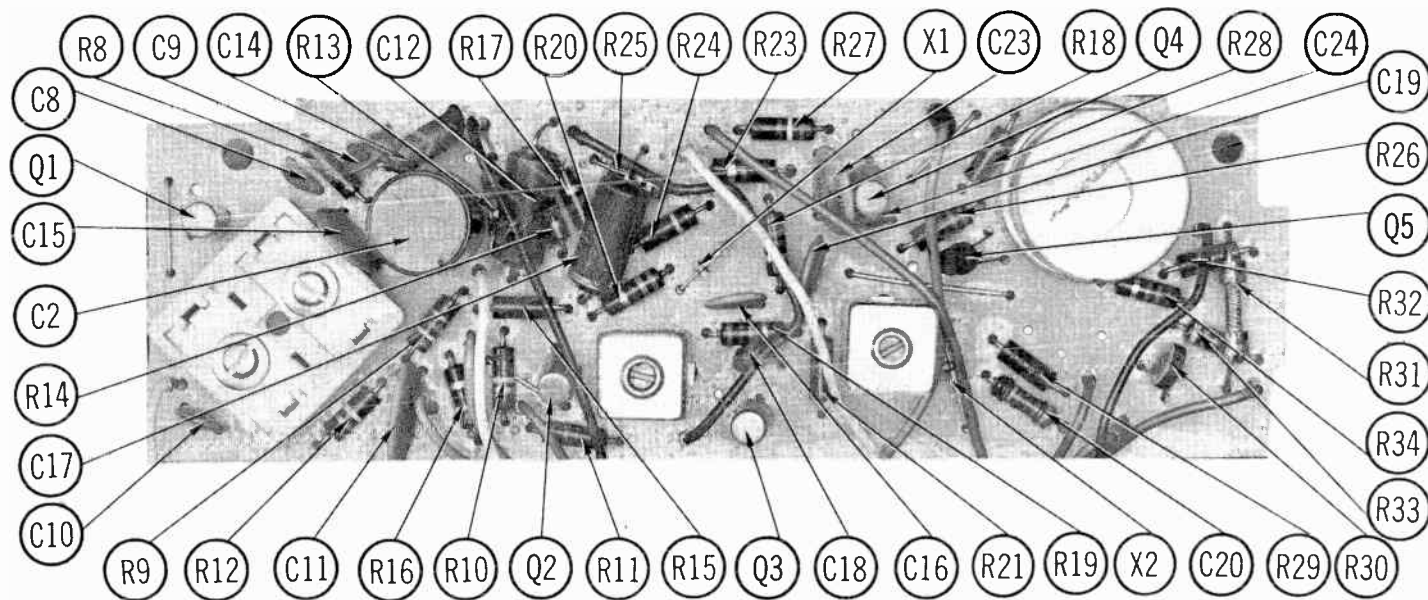 R8 C9 C14 R13 C12 R17 R20 R25 R24 R23 R27 X1 C23 R18 Q4 R28 C24
C8
C19
Q1
R26
C15
Q5
C2
R32
R14
R31
C17
R34
C10
R33
R9 R12 C11 R16 R10 Q2 R11 R15 Q3 C18 C16 R21 R19 X2 C20 R29 R30